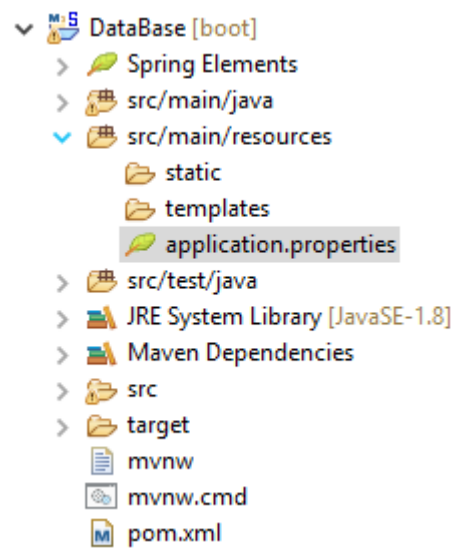 DataBase [boot]
Spring Elements
src/main/java
src/main/resources
static
templates
application.properties
src/test/java
JRE System Library [JavaSE-1.8]
Maven Dependencies
src
target
mvnw
mvnw.cmd
pom.xml